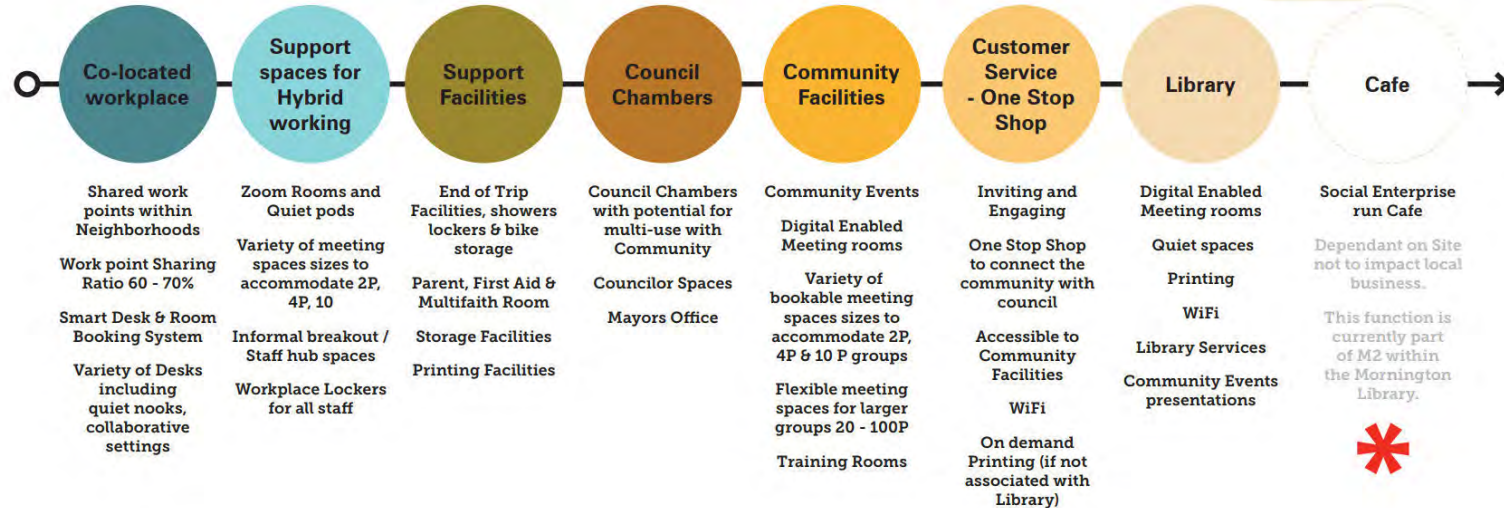 Co-located
workplace
Support
spaces for
Hybrid
working
Support
Facilities
Council
Chambers
Community
Facilities
Customer
Service
- One Stop
Shop
Library
Cafe
Shared work
points within
Neighborhoods
Work point Sharing
Ratio 60 - 70%
Smart Desk & Room
Booking System
Variety of Desks
including
quiet nooks,
collaborative
settings
Zoom Rooms and
Quiet pods
Variety of meeting
spaces sizes to
accommodate 2P,
4P, 10
Informal breakout /
Staff hub spaces
Workplace Lockers
for all staff
End of Trip
Facilities, showers
lockers & bike
storage
Parent, First Aid &
Multifaith Room
Storage Facilities
Printing Facilities
Council Chambers
with potential for
multi-use with
Community
Councilor Spaces
Mayors Office
Community Events
Digital Enabled
Meeting rooms
Variety of
bookable meeting
spaces sizes to
accommodate 2P,
4P & 10 P groups
Flexible meeting
spaces for larger
groups 20 - 100P
Training Rooms
Inviting and
Engaging
One Stop Shop
to connect the
community with
council
Accessible to
Community
Facilities
WiFi
On demand
Printing (if not
associated with
Library)
Digital Enabled
Meeting rooms
Quiet spaces
Printing
WiFi
Library Services
Community Events
presentations
Social Enterprise
run Cafe
Dependant on Site
not to impact local
business.
This function is
currently part
of M2 within
the Mornington
Library.
*